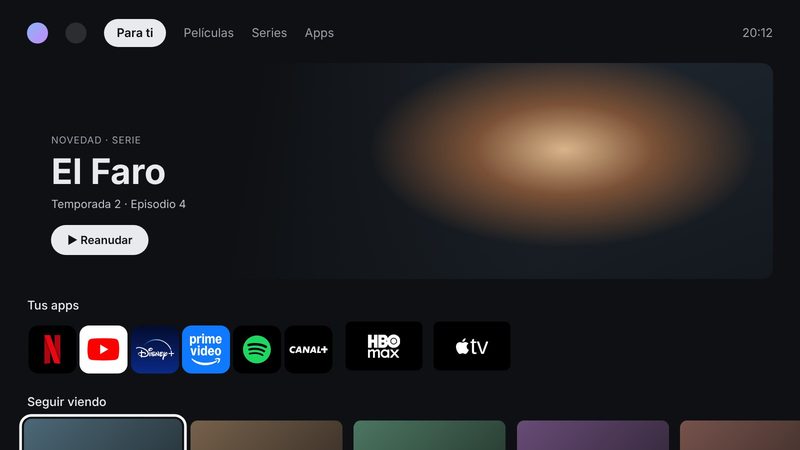 Para ti
Películas
Series
Apps
20:12
NOVEDAD · SERIE
El Faro
Temporada 2 · Episodio 4
▶ Reanudar
Tus apps
N
Disney+
prime video
CANAL+
HBO max
tv
Seguir viendo